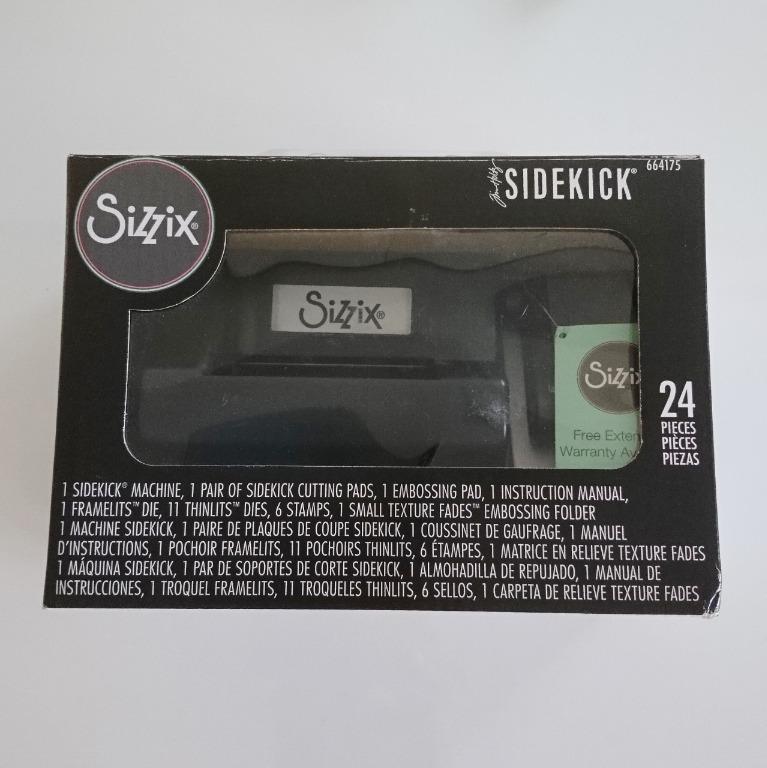 664175
Tim Holtz
SIDEKICK®
Sizzix®
Sizzix®
Sizzix
Free Exten
Warranty Av
24
PIECES
PIÈCES
PIEZAS
1 SIDEKICK® MACHINE, 1 PAIR OF SIDEKICK CUTTING PADS, 1 EMBOSSING PAD, 1 INSTRUCTION MANUAL,
1 FRAMELITS™ DIE, 11 THINLITS™ DIES, 6 STAMPS, 1 SMALL TEXTURE FADES™ EMBOSSING FOLDER
1 MACHINE SIDEKICK, 1 PAIRE DE PLAQUES DE COUPE SIDEKICK, 1 COUSSINET DE GAUFRAGE, 1 MANUEL
D'INSTRUCTIONS, 1 POCHOIR FRAMELITS, 11 POCHOIRS THINLITS, 6 ÉTAMPES, 1 MATRICE EN RELIEVE TEXTURE FADES
1 MÁQUINA SIDEKICK, 1 PAR DE SOPORTES DE CORTE SIDEKICK, 1 ALMOHADILLA DE REPUJADO, 1 MANUAL DE
INSTRUCCIONES, 1 TROQUEL FRAMELITS, 11 TROQUELES THINLITS, 6 SELLOS, 1 CARPETA DE RELIEVE TEXTURE FADES